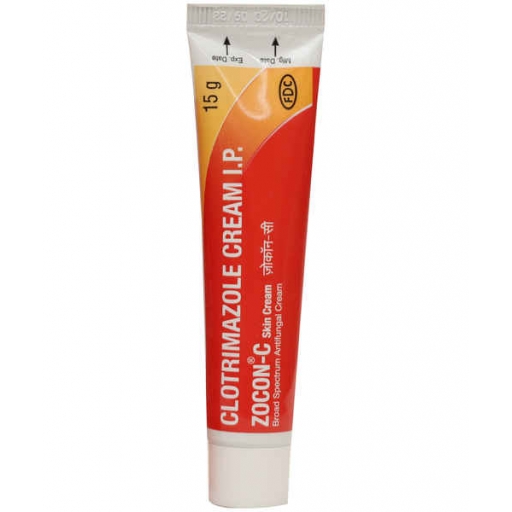 CLOTRIMAZOLE CREAM I.P.
ZOCON®-C Skin Cream ज़ोकॉन-सी
Broad Spectrum Antifungal Cream
15 g
FDC
Exp. Date
Mfg. Date